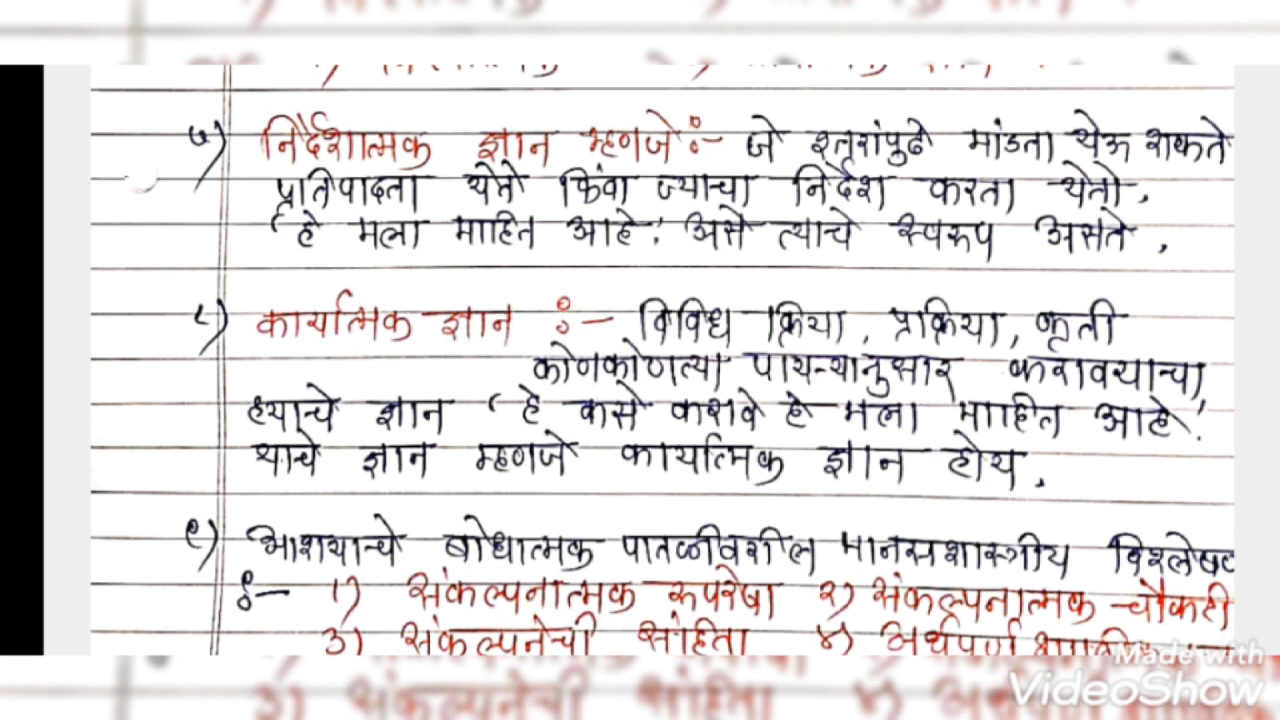 ७) निर्देशात्मक ज्ञान म्हणजे :- जे इतरांपुढे मांडता येऊ शकते
प्रतिपादता येते किंवा ज्याचा निर्देश करता येतो.
'हे मला माहित आहे.' असे त्याचे स्वरूप असते.
८) कार्यात्मक ज्ञान :- विविध क्रिया, प्रक्रिया, कृती
कोणकोणत्या पायऱ्यानुसार करावयाचा,
ह्याचे ज्ञान 'हे कसे करावे हे मला माहित आहे.'
याचे ज्ञान म्हणजे कार्यात्मक ज्ञान होय.
९) आशयाचे बोधात्मक पातळीवरील मानसशास्त्रीय विश्लेषण
:- १) संकल्पनात्मक रुपरेषा २) संकल्पनात्मक चौकटी
३) संकल्पनेची संहिता ४) अर्थपूर्ण
Made with
VideoShow